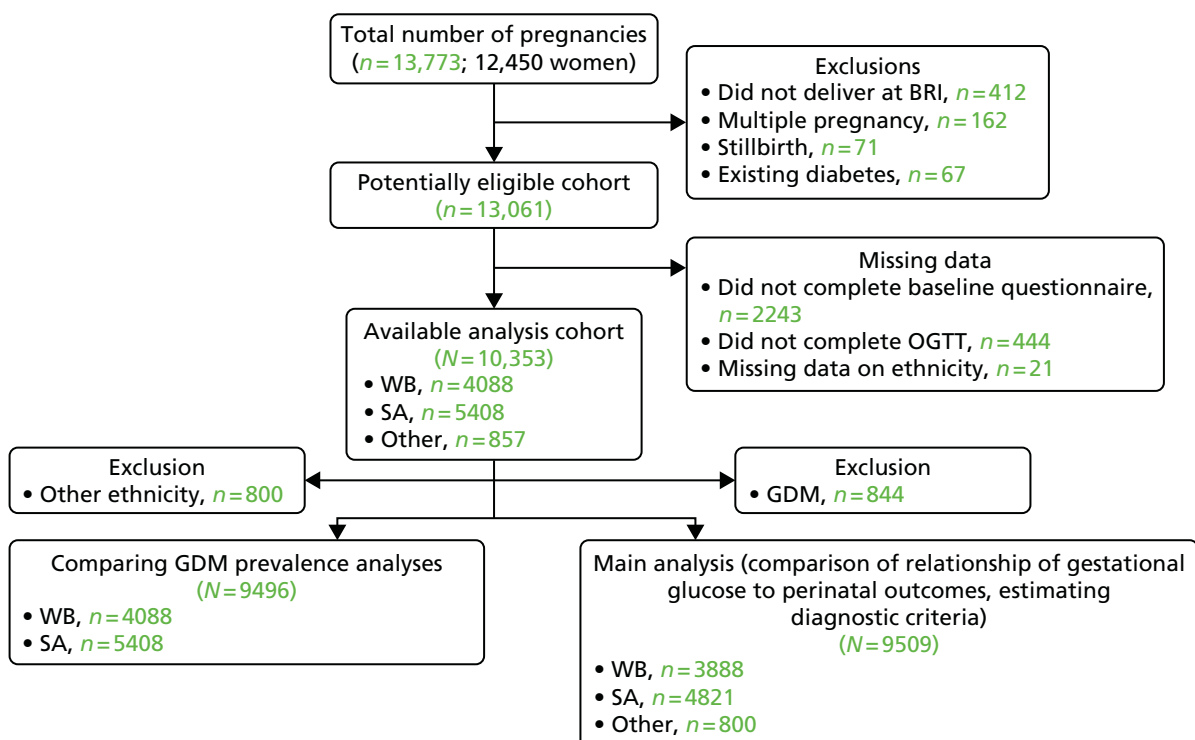 Total number of pregnancies
(n=13,773; 12,450 women)
Exclusions
• Did not deliver at BRI, n=412
• Multiple pregnancy, n=162
• Stillbirth, n=71
• Existing diabetes, n=67
Potentially eligible cohort
(n=13,061)
Missing data
• Did not complete baseline questionnaire,
n=2243
• Did not complete OGTT, n=444
• Missing data on ethnicity, n=21
Available analysis cohort
(N=10,353)
• WB, n=4088
• SA, n=5408
• Other, n=857
Exclusion
• Other ethnicity, n=800
Exclusion
• GDM, n=844
Comparing GDM prevalence analyses
(N=9496)
• WB, n=4088
• SA, n=5408
Main analysis (comparison of relationship of gestational
glucose to perinatal outcomes, estimating
diagnostic criteria)
(N=9509)
• WB, n=3888
• SA, n=4821
• Other, n=800